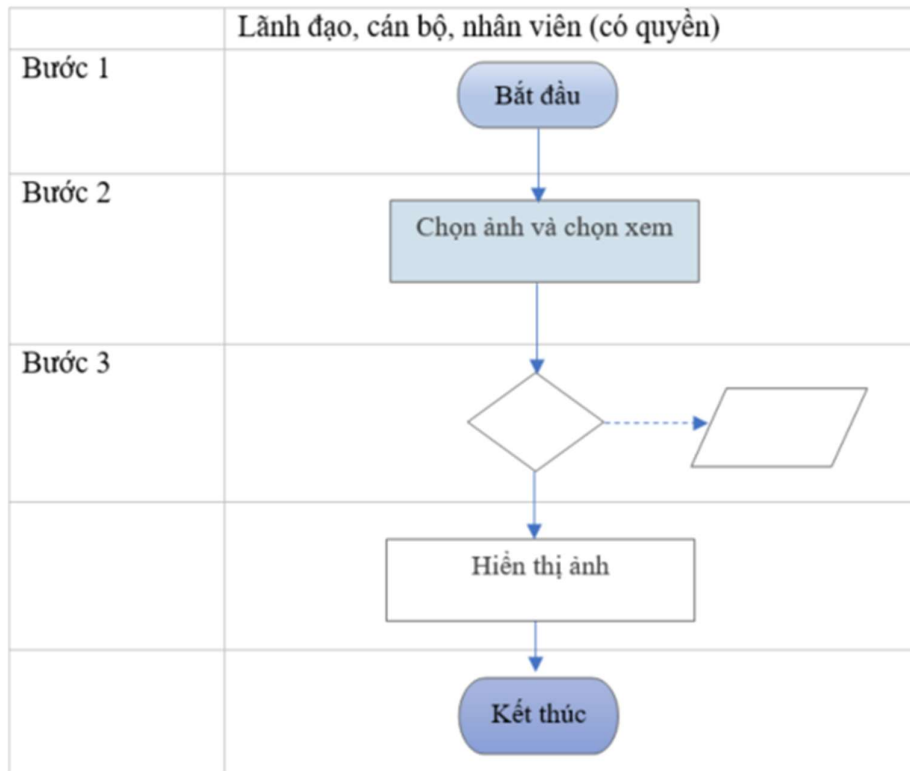 Lãnh đạo, cán bộ, nhân viên (có quyền)
Bước 1
Bắt đầu
Bước 2
Chọn ảnh và chọn xem
Bước 3
Hiển thị ảnh
Kết thúc